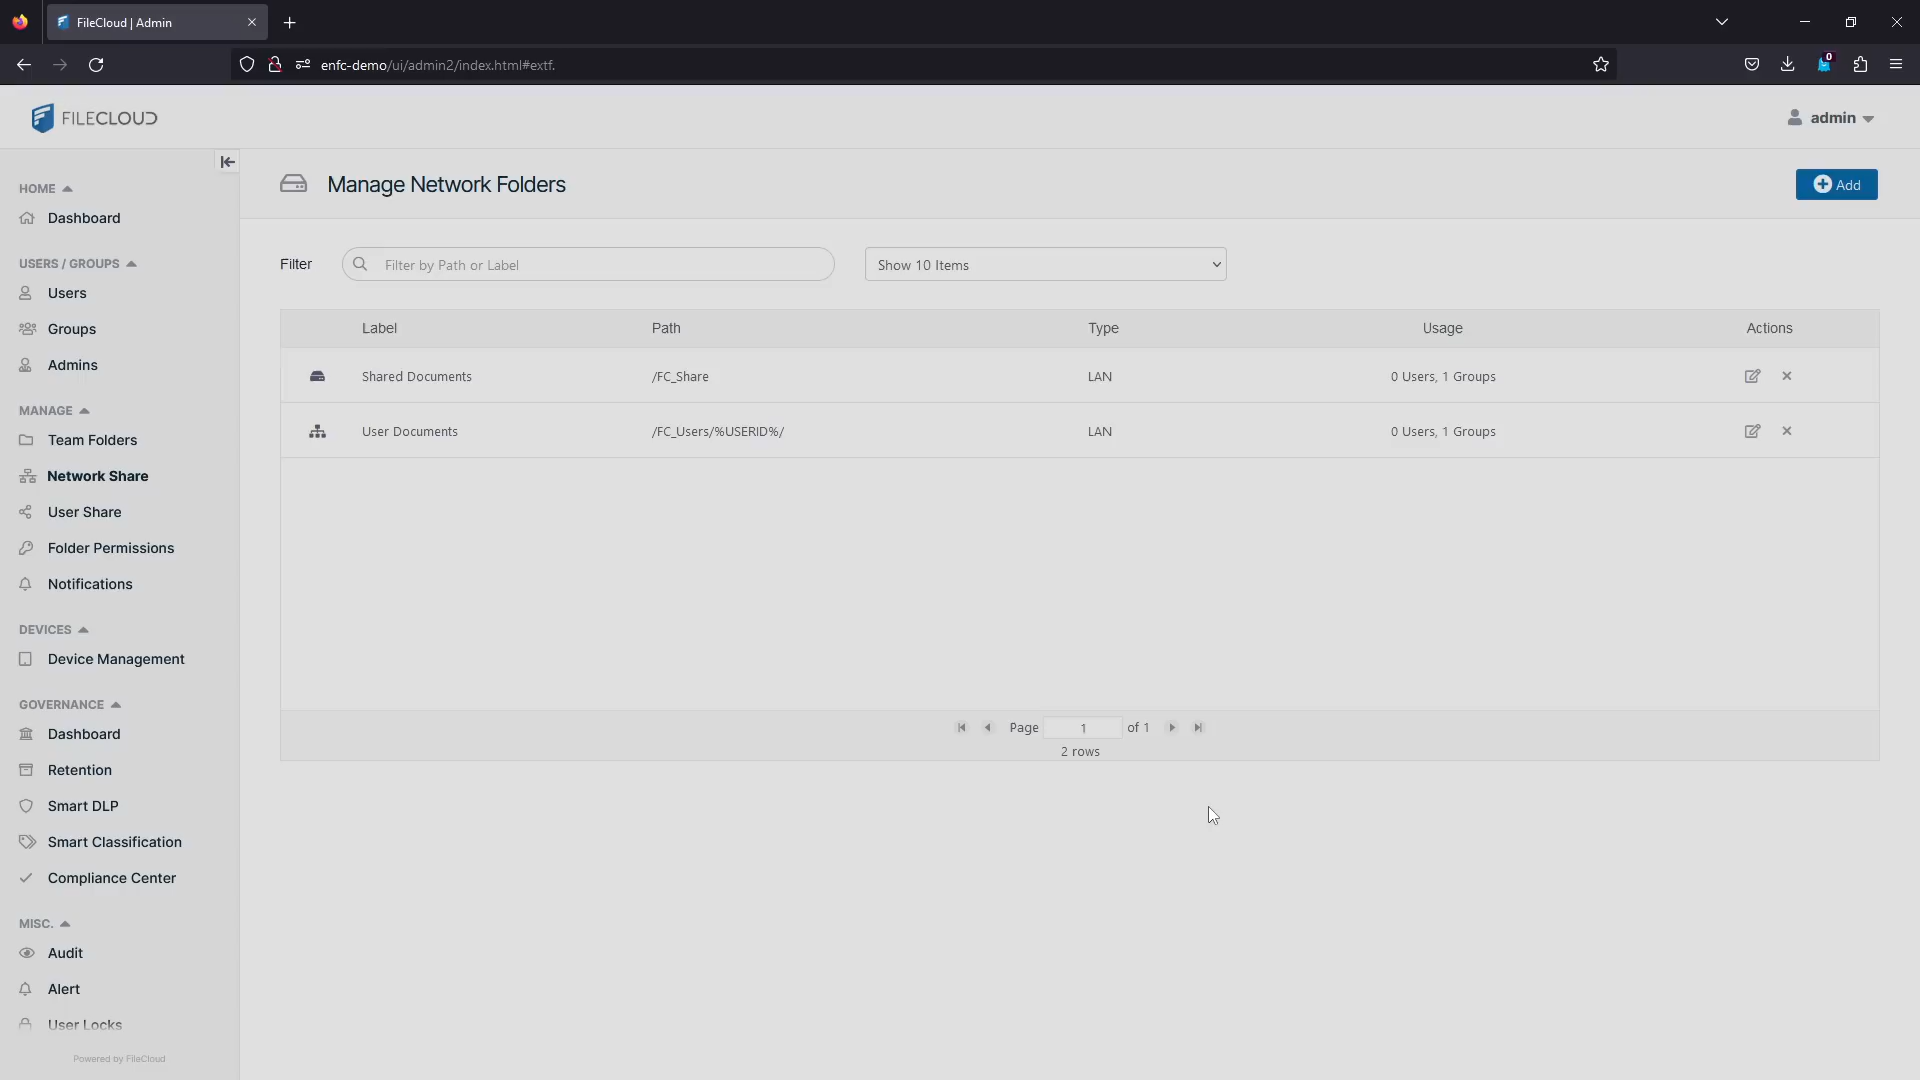 FileCloud | Admin
0
enfc-demo/ui/admin2/index.html#extf.
FILECLOUD
admin
HOME
Dashboard
USERS / GROUPS
Users
Groups
Admins
MANAGE
Team Folders
Network Share
User Share
Folder Permissions
Notifications
DEVICES
Device Management
GOVERNANCE
Dashboard
Retention
Smart DLP
Smart Classification
Compliance Center
MISC.
Audit
Alert
User Locks
Powered by FileCloud
Manage Network Folders
Add
Filter
Filter by Path or Label
Show 10 Items
Label Path Type Usage Actions
Shared Documents /FC_Share LAN 0 Users, 1 Groups
User Documents /FC_Users/%USERID%/ LAN 0 Users, 1 Groups
Page 1 of 1
2 rows